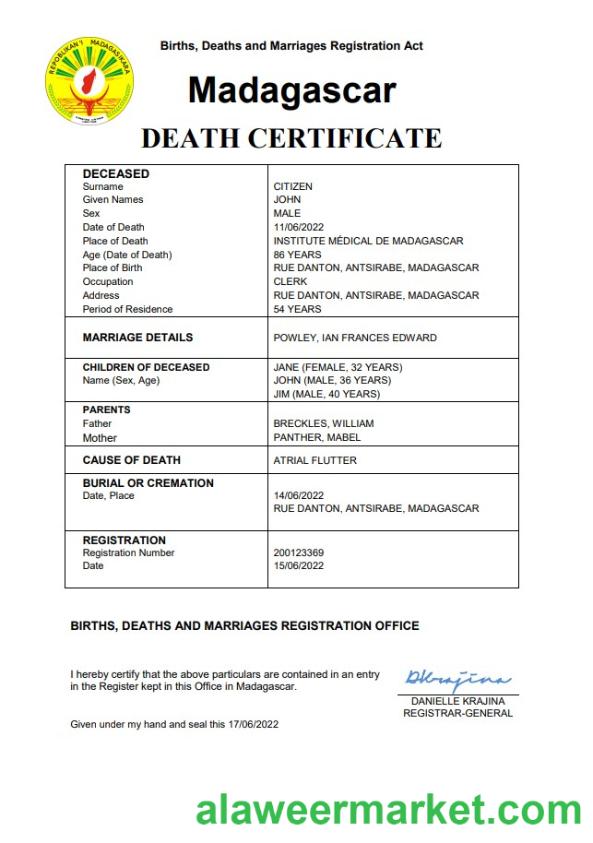 REPOBLIKAN'I MADAGASIKARA
Births, Deaths and Marriages Registration Act
Madagascar
DEATH CERTIFICATE
DECEASED
Surname CITIZEN
Given Names JOHN
Sex MALE
Date of Death 11/06/2022
Place of Death INSTITUTE MÉDICAL DE MADAGASCAR
Age (Date of Death) 86 YEARS
Place of Birth RUE DANTON, ANTSIRABE, MADAGASCAR
Occupation CLERK
Address RUE DANTON, ANTSIRABE, MADAGASCAR
Period of Residence 54 YEARS
MARRIAGE DETAILS POWLEY, IAN FRANCES EDWARD
CHILDREN OF DECEASED JANE (FEMALE, 32 YEARS)
Name (Sex, Age) JOHN (MALE, 36 YEARS)
JIM (MALE, 40 YEARS)
PARENTS
Father BRECKLES, WILLIAM
Mother PANTHER, MABEL
CAUSE OF DEATH ATRIAL FLUTTER
BURIAL OR CREMATION
Date, Place 14/06/2022
RUE DANTON, ANTSIRABE, MADAGASCAR
REGISTRATION
Registration Number 200123369
Date 15/06/2022
BIRTHS, DEATHS AND MARRIAGES REGISTRATION OFFICE
I hereby certify that the above particulars are contained in an entry
in the Register kept in this Office in Madagascar.
DKrajina
DANIELLE KRAJINA
REGISTRAR-GENERAL
Given under my hand and seal this 17/06/2022
alaweermarket.com